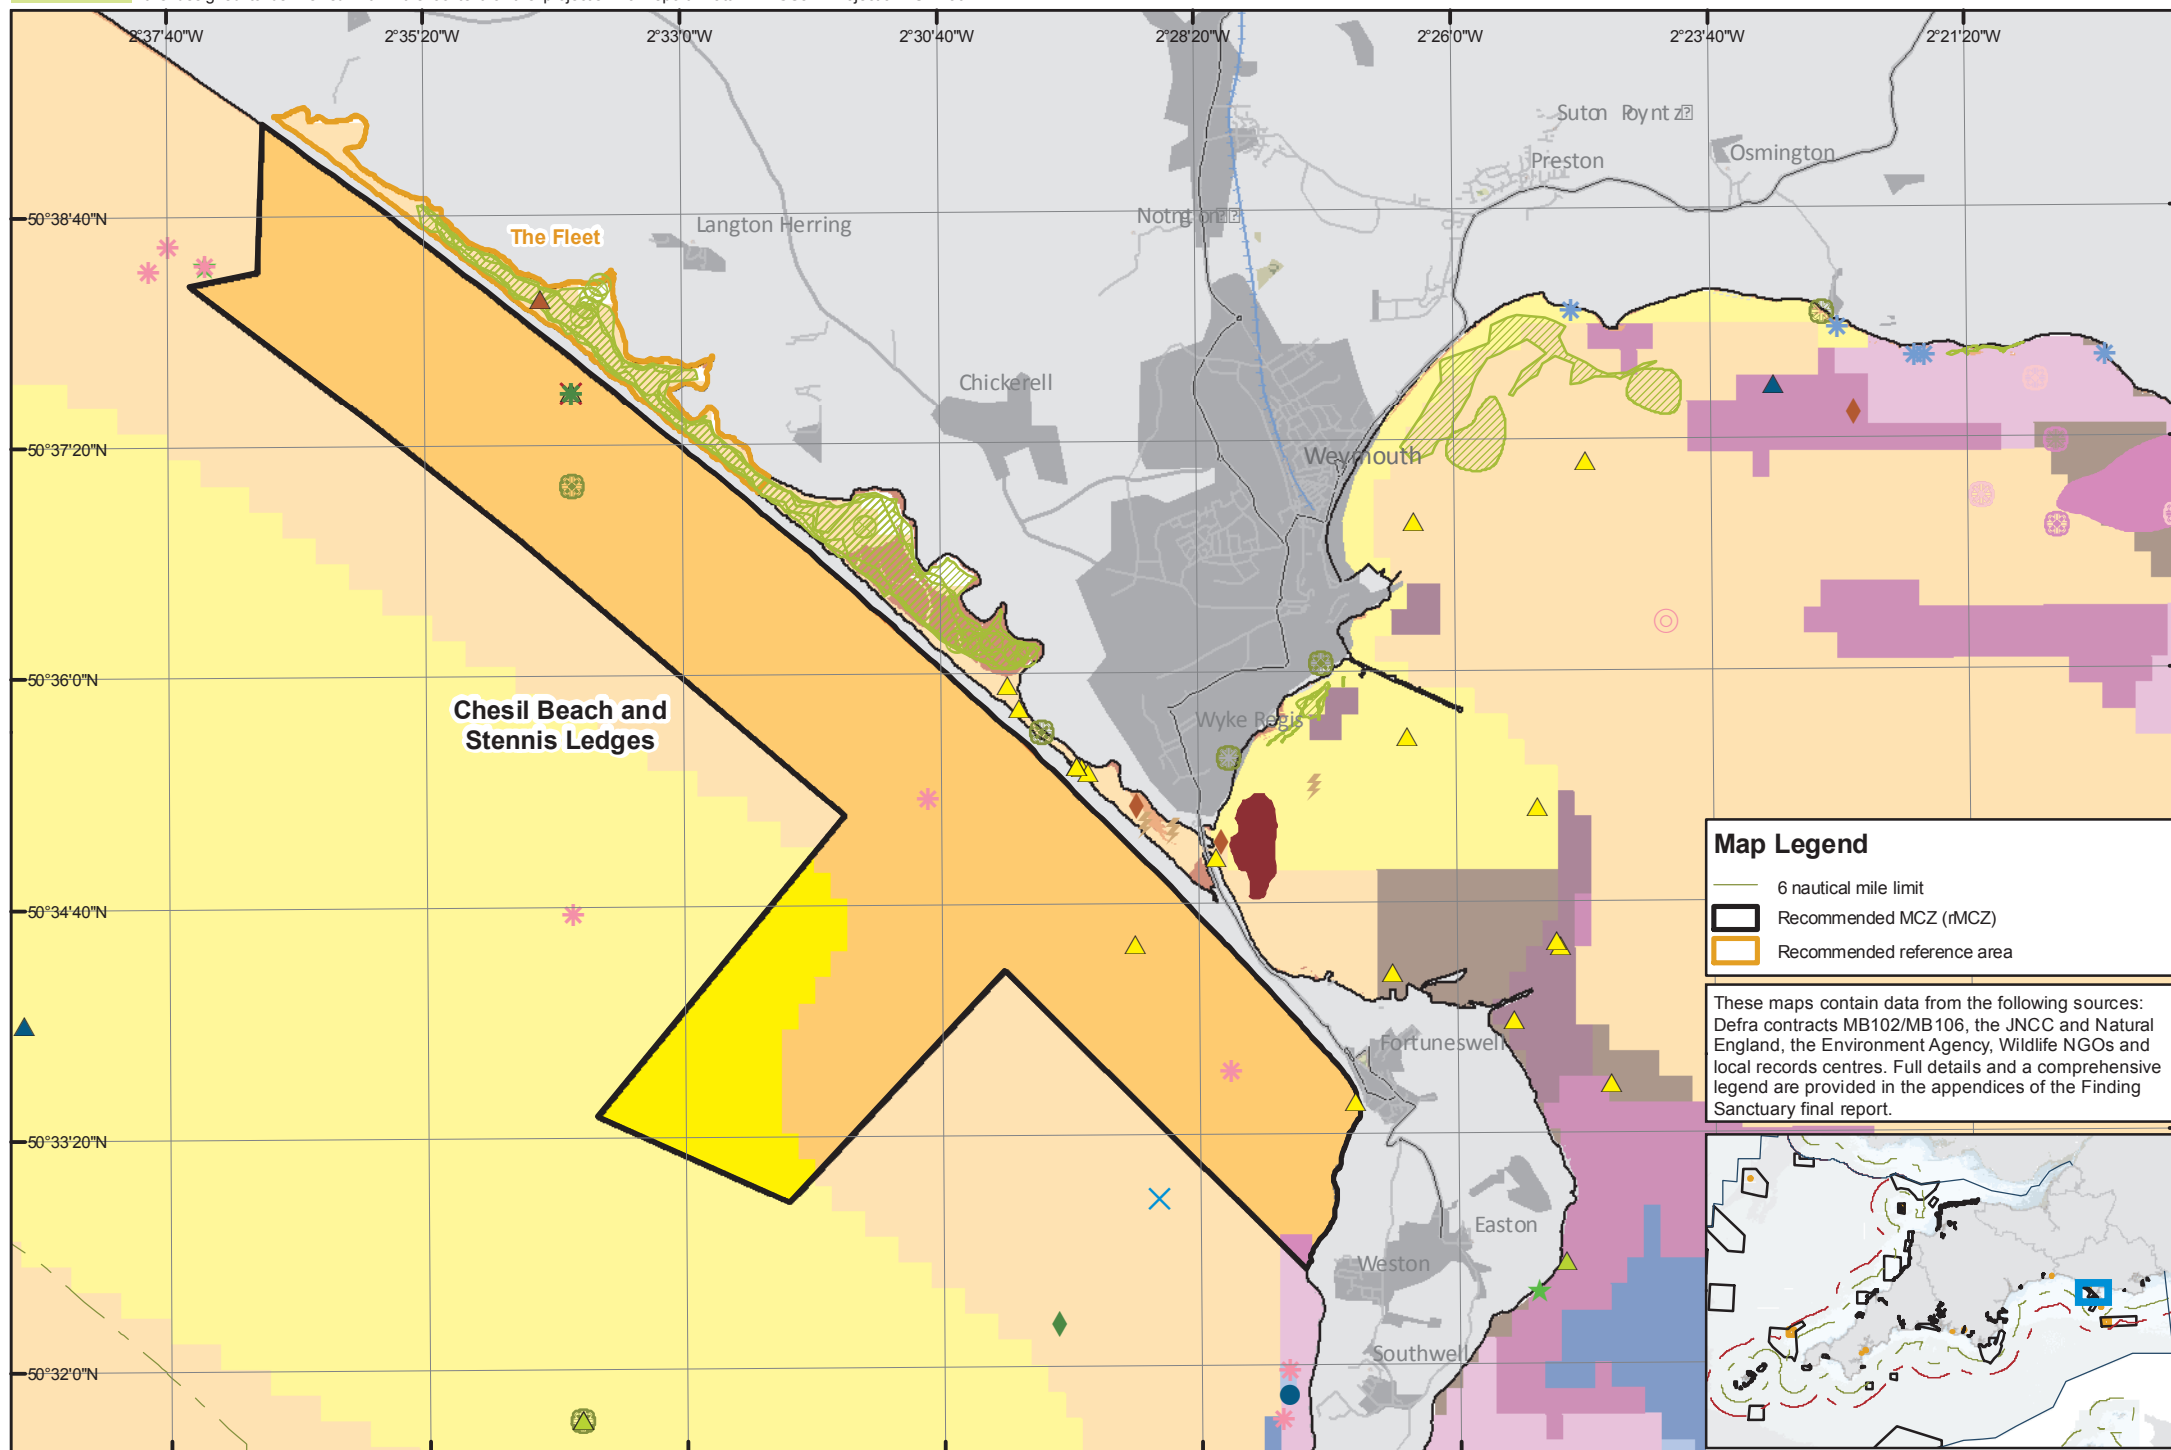 2°37'40"W
2°35'20"W
2°33'0"W
2°30'40"W
2°28'20"W
2°26'0"W
2°23'40"W
2°21'20"W
Suton Poyntz
Preston
Osmington
50°38'40"N
Langton Herring
The Fleet
Chickerell
50°37'20"N
Weymouth
50°36'0"N
Chesil Beach and
Stennis Ledges
Wyke Regis
Map Legend
6 nautical mile limit
Recommended MCZ (rMCZ)
Recommended reference area
50°34'40"N
These maps contain data from the following sources:
Defra contracts MB102/MB106, the JNCC and Natural
England, the Environment Agency, Wildlife NGOs and
local records centres. Full details and a comprehensive
legend are provided in the appendices of the Finding
Sanctuary final report.
Fortuneswell
50°33'20"N
Easton
Weston
Southwell
50°32'0"N